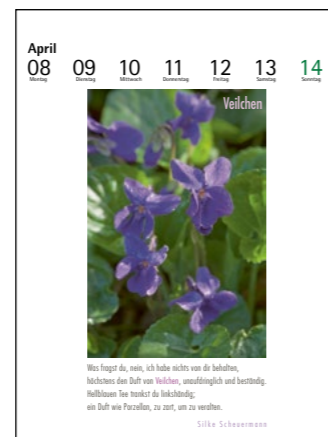 April
08 09 10 11 12 13 14
Montag Dienstag Mittwoch Donnerstag Freitag Samstag Sonntag
Veilchen
Was fragst du, nein, ich habe nichts von dir behalten,
höchstens den Duft von Veilchen, unaufdringlich und beständig.
Hellblauen Tee trankst du linkshändig;
ein Duft wie Porzellan, zu zart, um zu veralten.
Silke Scheuermann